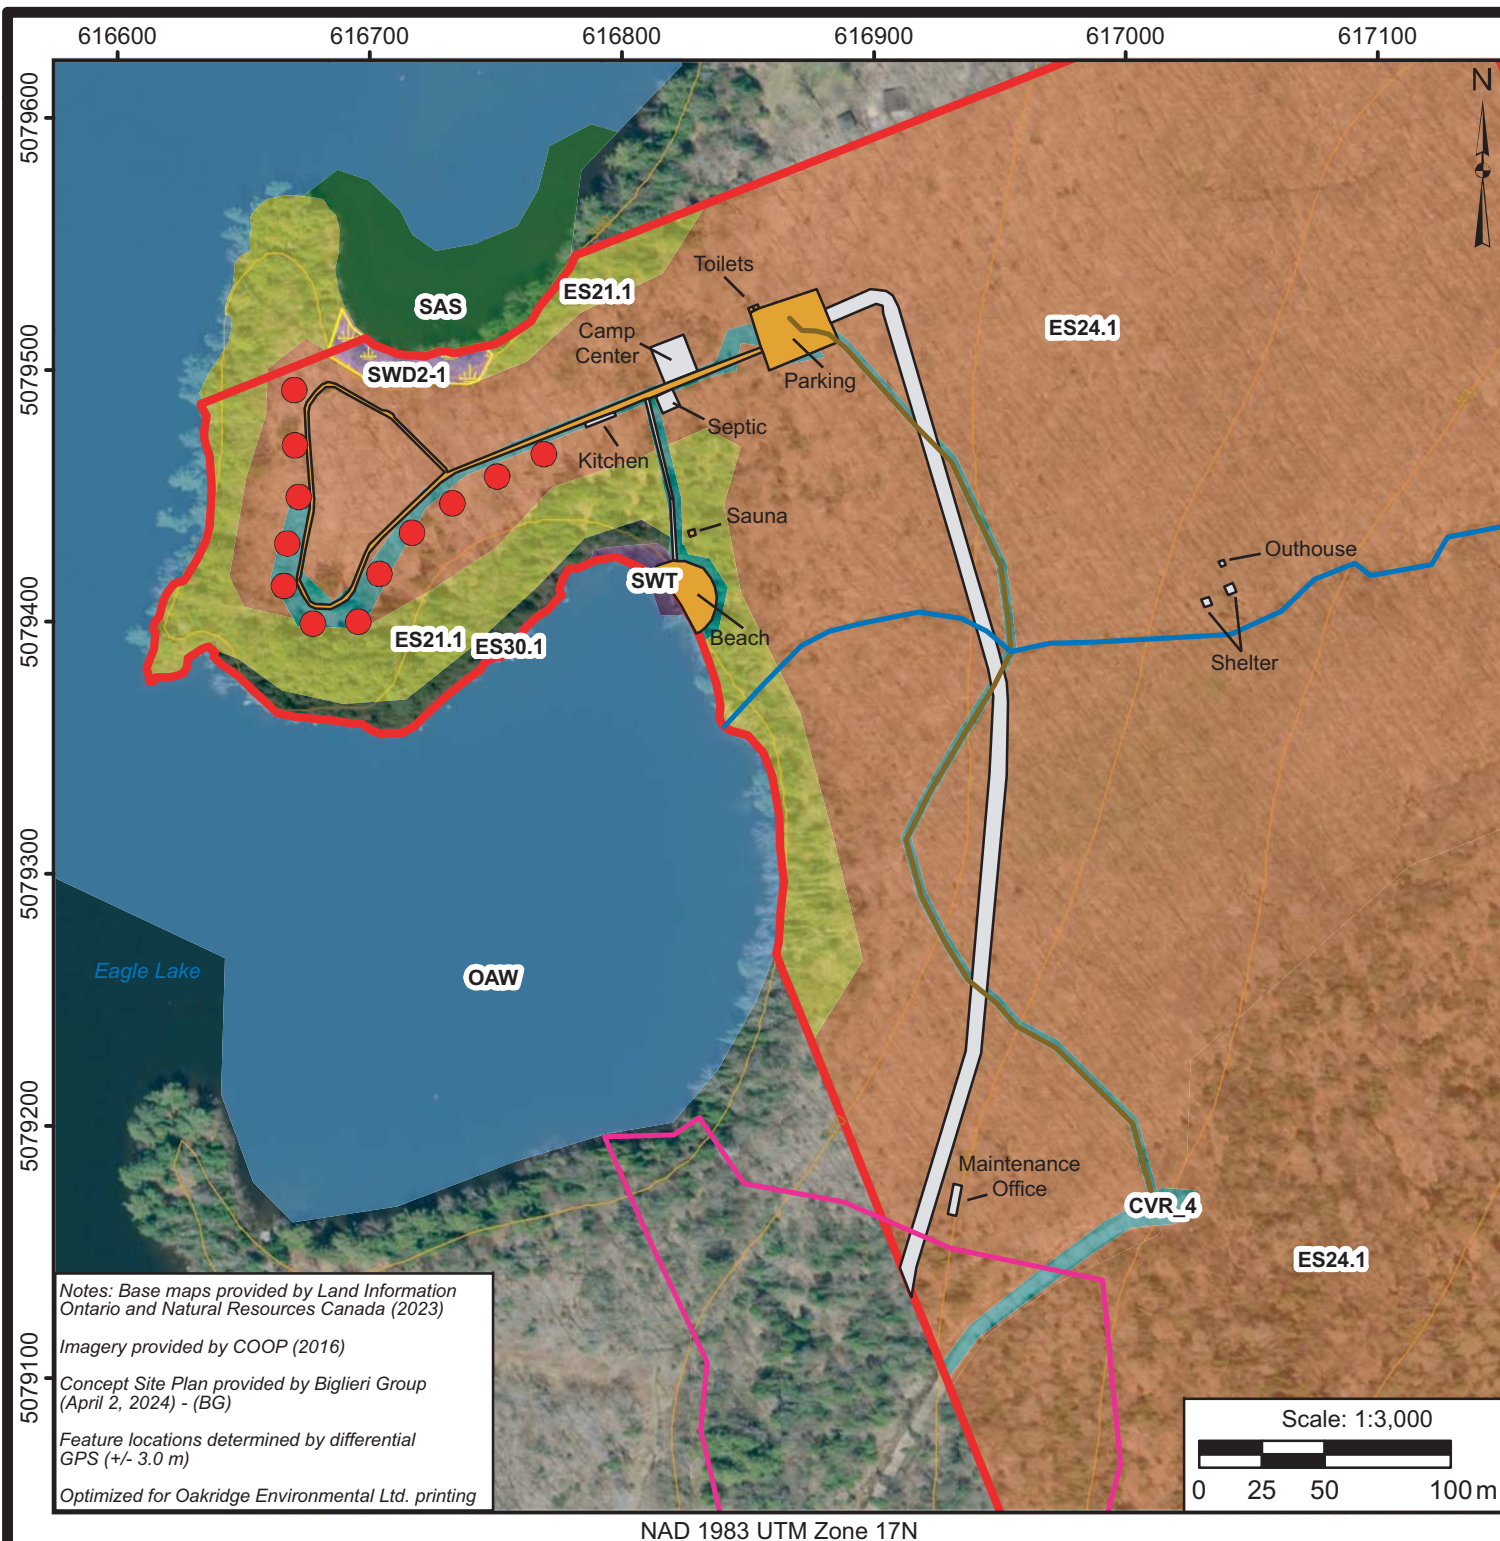 616600 616700 616800 616900 617000 617100
5079600
5079500
5079400
5079300
5079200
5079100
N
Toilets
ES21.1
SAS
ES24.1
Camp
Center
SWD2-1
Parking
Septic
Kitchen
Sauna
Outhouse
SWT
Beach
ES21.1
ES30.1
Shelter
Eagle Lake
OAW
Maintenance
Office
CVR_4
ES24.1
Notes: Base maps provided by Land Information
Ontario and Natural Resources Canada (2023)
Imagery provided by COOP (2016)
Concept Site Plan provided by Biglieri Group
(April 2, 2024) - (BG)
Feature locations determined by differential
GPS (+/- 3.0 m)
Optimized for Oakridge Environmental Ltd. printing
Scale: 1:3,000
0 25 50 100 m
NAD 1983 UTM Zone 17N